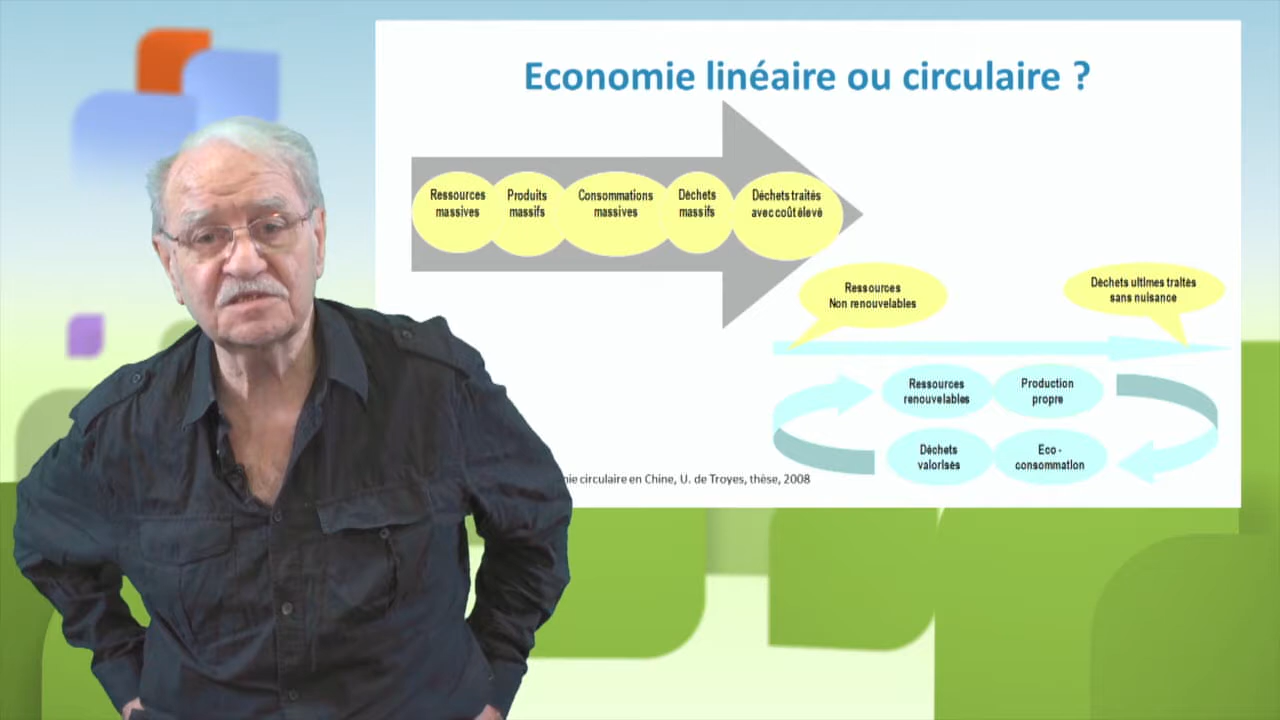 Economie linéaire ou circulaire ?
Ressources
massives
Produits
massifs
Consommations
massives
Déchets
massifs
Déchets traités
avec coût élevé
Ressources
Non renouvelables
Déchets ultimes traités
sans nuisance
Ressources
renouvelables
Production
propre
Déchets
valorisés
Eco -
consommation
circulaire en Chine, U. de Troyes, thèse, 2008